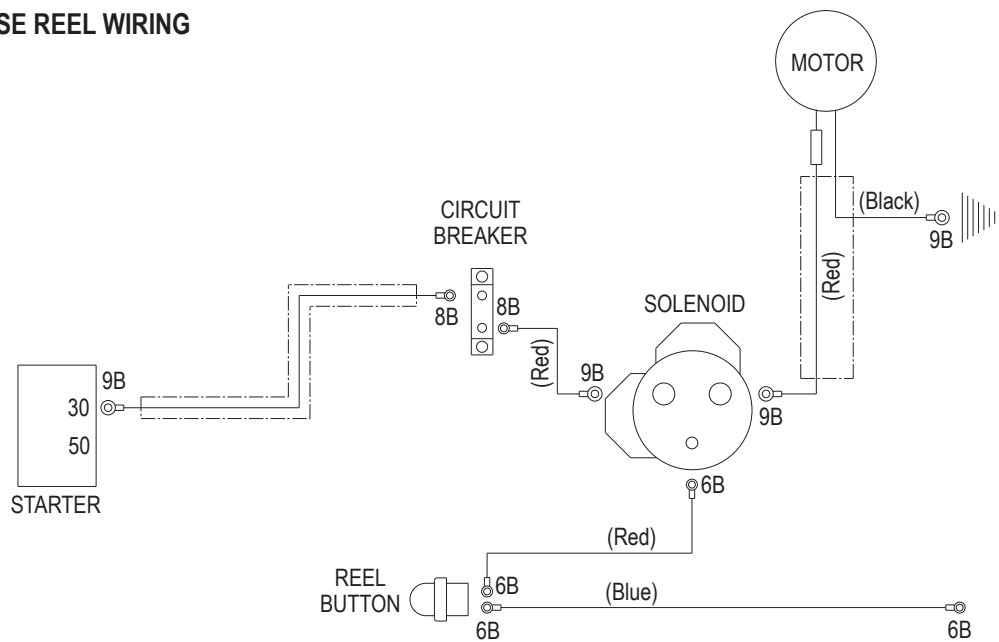 SE REEL WIRING
MOTOR
(Black)
9B
(Red)
CIRCUIT
BREAKER
8B
8B
(Red)
SOLENOID
9B
9B
9B
30
50
STARTER
6B
(Red)
REEL
BUTTON
6B
(Blue)
6B
6B